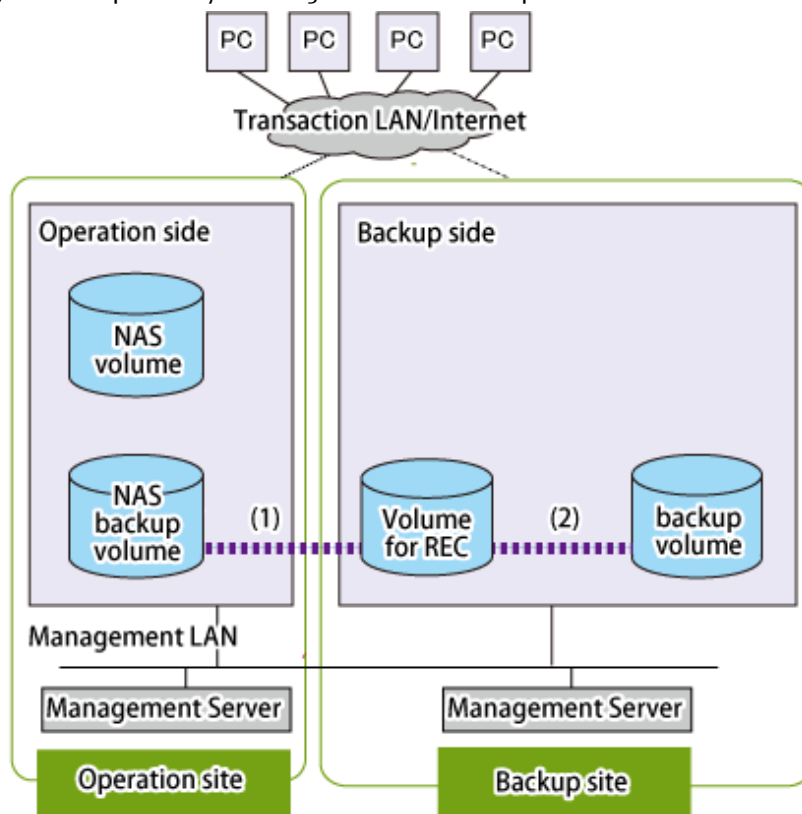 PC PC PC PC
Transaction LAN/Internet
Operation side
Backup side
NAS
volume
NAS
backup
volume
(1)
Volume
for REC
(2)
backup
volume
Management LAN
Management Server
Management Server
Operation site
Backup site